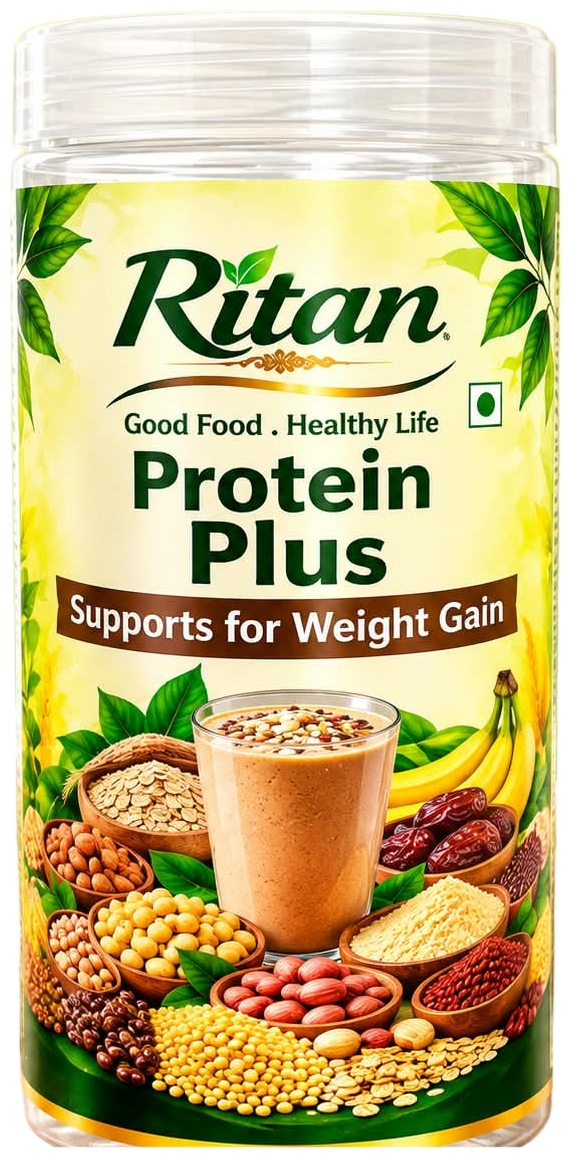 Ritan
Good Food . Healthy Life
Protein
Plus
Supports for Weight Gain